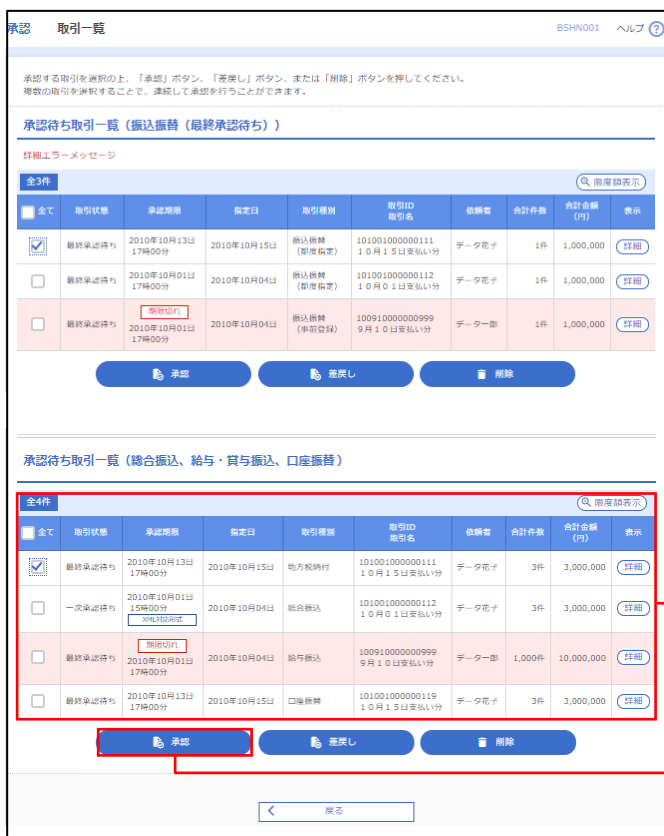 承認 取引一覧 BSHN001 ヘルプ ?
承認する取引を選択の上、「承認」ボタン、「差戻し」ボタン、または「削除」ボタンを押してください。
複数の取引を選択することで、連続して承認を行うことができます。
承認待ち取引一覧（振込振替（最終承認待ち））
詳細エラーメッセージ
全3件 限度額表示
全て 取引状態 承認期限 指定日 取引種別 取引ID 取引名 依頼者 合計件数 合計金額(円) 表示
最終承認待ち 2010年10月13日 17時00分 2010年10月15日 振込振替（都度指定） 101001000000111 １０月１５日支払い分 データ花子 1件 1,000,000 詳細
最終承認待ち 2010年10月01日 17時00分 2010年10月04日 振込振替（都度指定） 101001000000112 １０月０１日支払い分 データ花子 1件 1,000,000 詳細
最終承認待ち 期限切れ 2010年10月01日 17時00分 2010年10月04日 振込振替（事前登録） 100910000000999 ９月１０日支払い分 データ一郎 1件 1,000,000 詳細
承認 差戻し 削除
承認待ち取引一覧（総合振込、給与・賞与振込、口座振替）
全4件 限度額表示
全て 取引状態 承認期限 指定日 取引種別 取引ID 取引名 依頼者 合計件数 合計金額(円) 表示
最終承認待ち 2010年10月13日 17時00分 2010年10月15日 地方税納付 101001000000111 １０月１５日支払い分 データ花子 3件 3,000,000 詳細
一次承認待ち 2010年10月01日 15時00分 XML対応形式 2010年10月04日 総合振込 101001000000112 １０月０１日支払い分 データ花子 3件 3,000,000 詳細
最終承認待ち 期限切れ 2010年10月01日 17時00分 2010年10月04日 給与振込 100910000000999 ９月１０日支払い分 データ一郎 1,000件 10,000,000 詳細
最終承認待ち 2010年10月13日 17時00分 2010年10月15日 口座振替 101001000000119 １０月１５日支払い分 データ花子 3件 3,000,000 詳細
承認 差戻し 削除
戻る